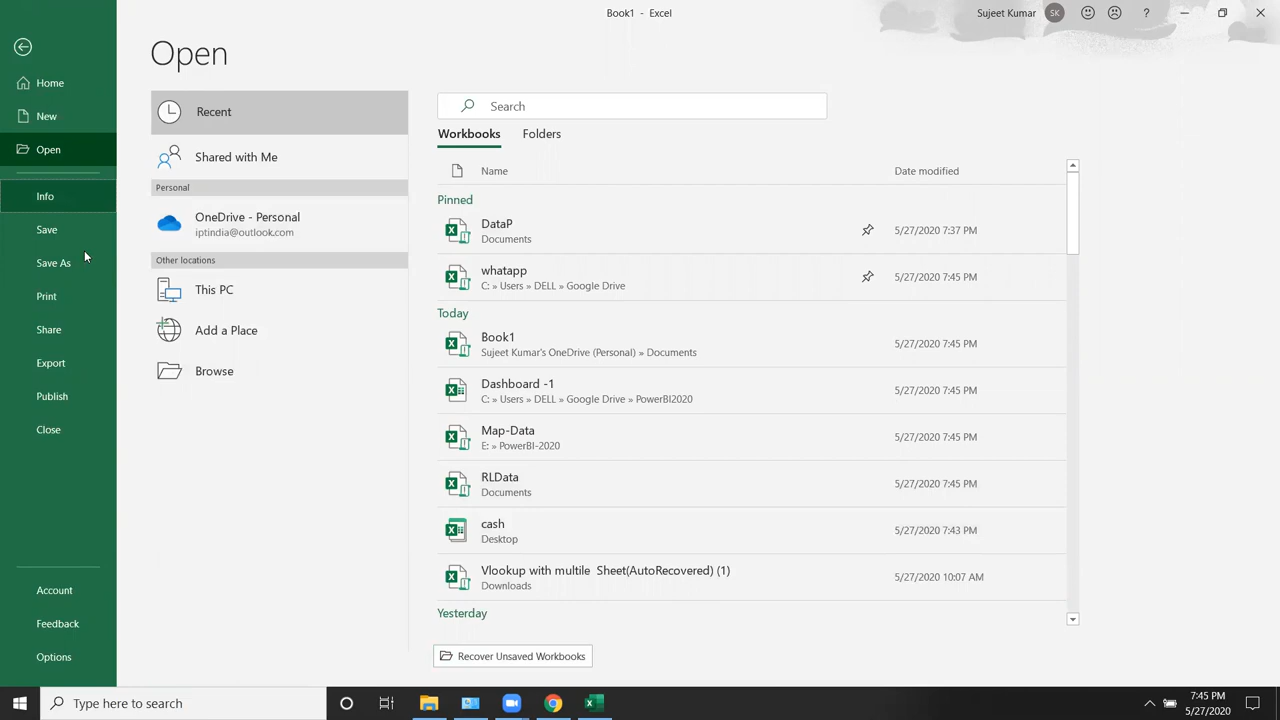 Book1 - Excel
Sujeet Kumar
SK
?
Home
New
Open
Info
Save
Save As
Print
Share
Export
Publish
Close
Account
Feedback
Options
Open
Recent
Shared with Me
Personal
OneDrive - Personal
iptindia@outlook.com
Other locations
This PC
Add a Place
Browse
Search
Workbooks Folders
Name Date modified
Pinned
DataP 5/27/2020 7:37 PM
Documents
whatapp 5/27/2020 7:45 PM
C: » Users » DELL » Google Drive
Today
Book1 5/27/2020 7:45 PM
Sujeet Kumar's OneDrive (Personal) » Documents
Dashboard -1 5/27/2020 7:45 PM
C: » Users » DELL » Google Drive » PowerBI2020
Map-Data 5/27/2020 7:45 PM
E: » PowerBI-2020
RLData 5/27/2020 7:45 PM
Documents
cash 5/27/2020 7:43 PM
Desktop
Vlookup with multile Sheet(AutoRecovered) (1) 5/27/2020 10:07 AM
Downloads
Yesterday
Recover Unsaved Workbooks
Type here to search
7:45 PM
5/27/2020